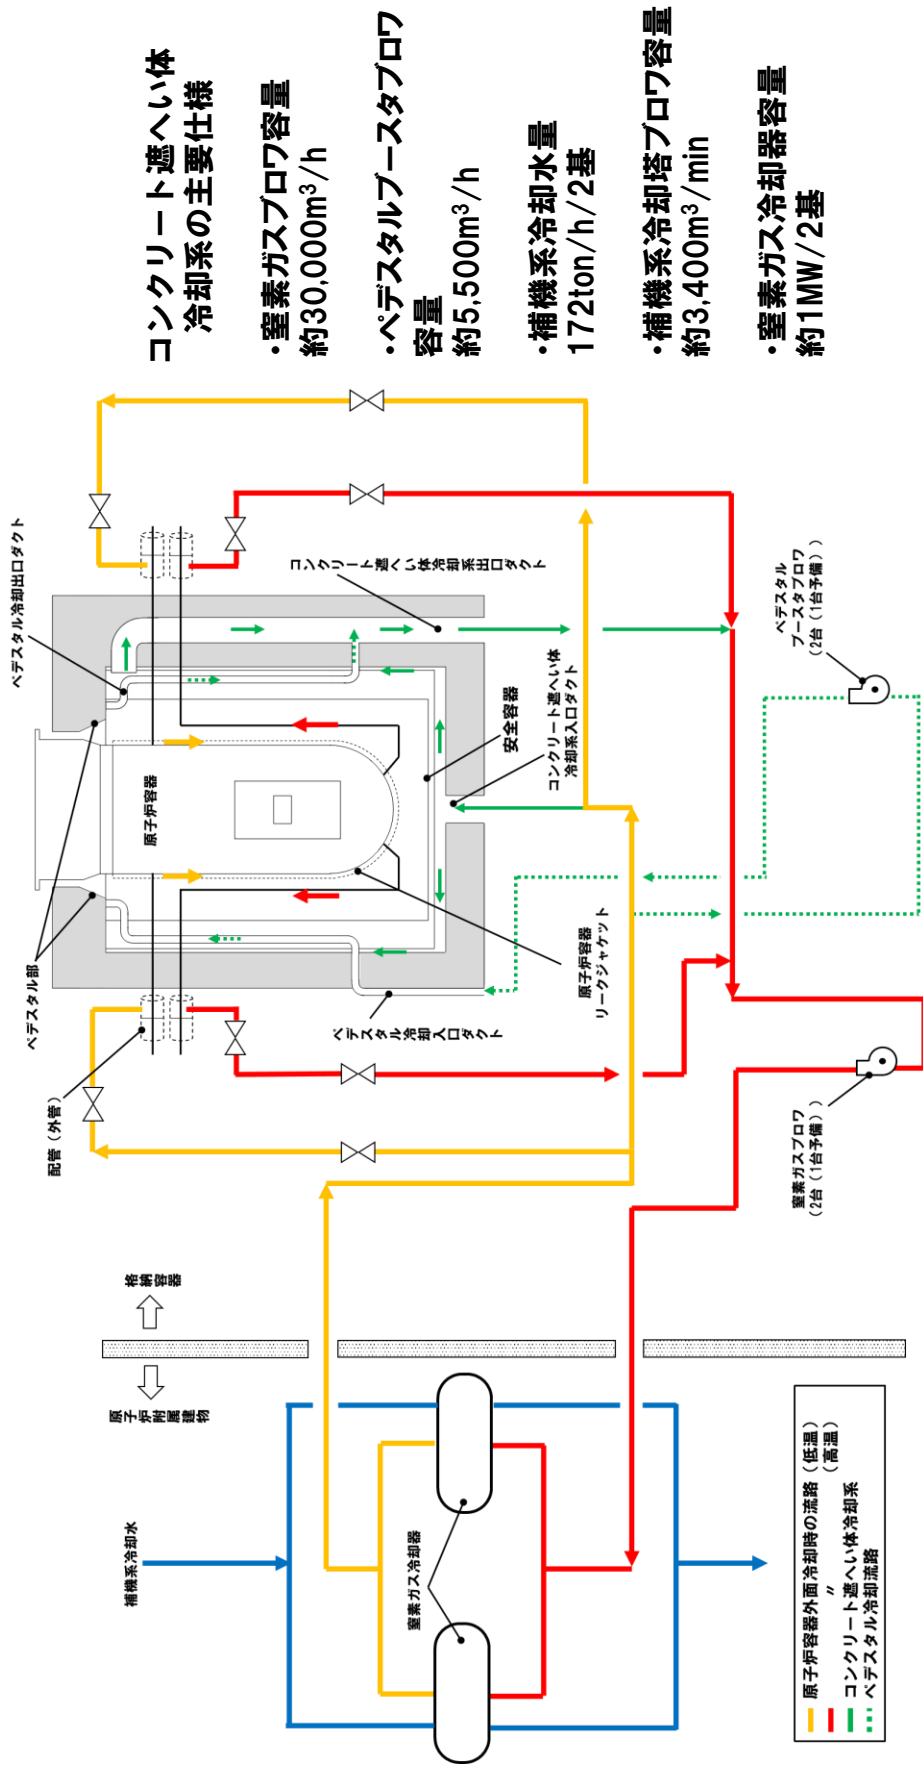 補機系冷却水
原子炉附属建物
格納容器
窒素ガス冷却器
配管（外管）
ペデスタル部
ペデスタル冷却出口ダクト
原子炉容器
ペデスタル冷却入口ダクト
原子炉容器
リークジャケット
安全容器
コンクリート遮へい体
冷却系入口ダクト
コンクリート遮へい体冷却系出口ダクト
窒素ガスブロワ
（2台（1台予備））
ペデスタル
ブースタブロワ
（2台（1台予備））
原子炉容器外面冷却時の流路（低温）
〃（高温）
コンクリート遮へい体冷却系
ペデスタル冷却流路
コンクリート遮へい体
冷却系の主要仕様
・窒素ガスブロワ容量
約30,000m³/h
・ペデスタルブースタブロワ
容量
約5,500m³/h
・補機系冷却水量
172ton/h/2基
・補機系冷却塔ブロワ容量
約3,400m³/min
・窒素ガス冷却器容量
約1MW/2基